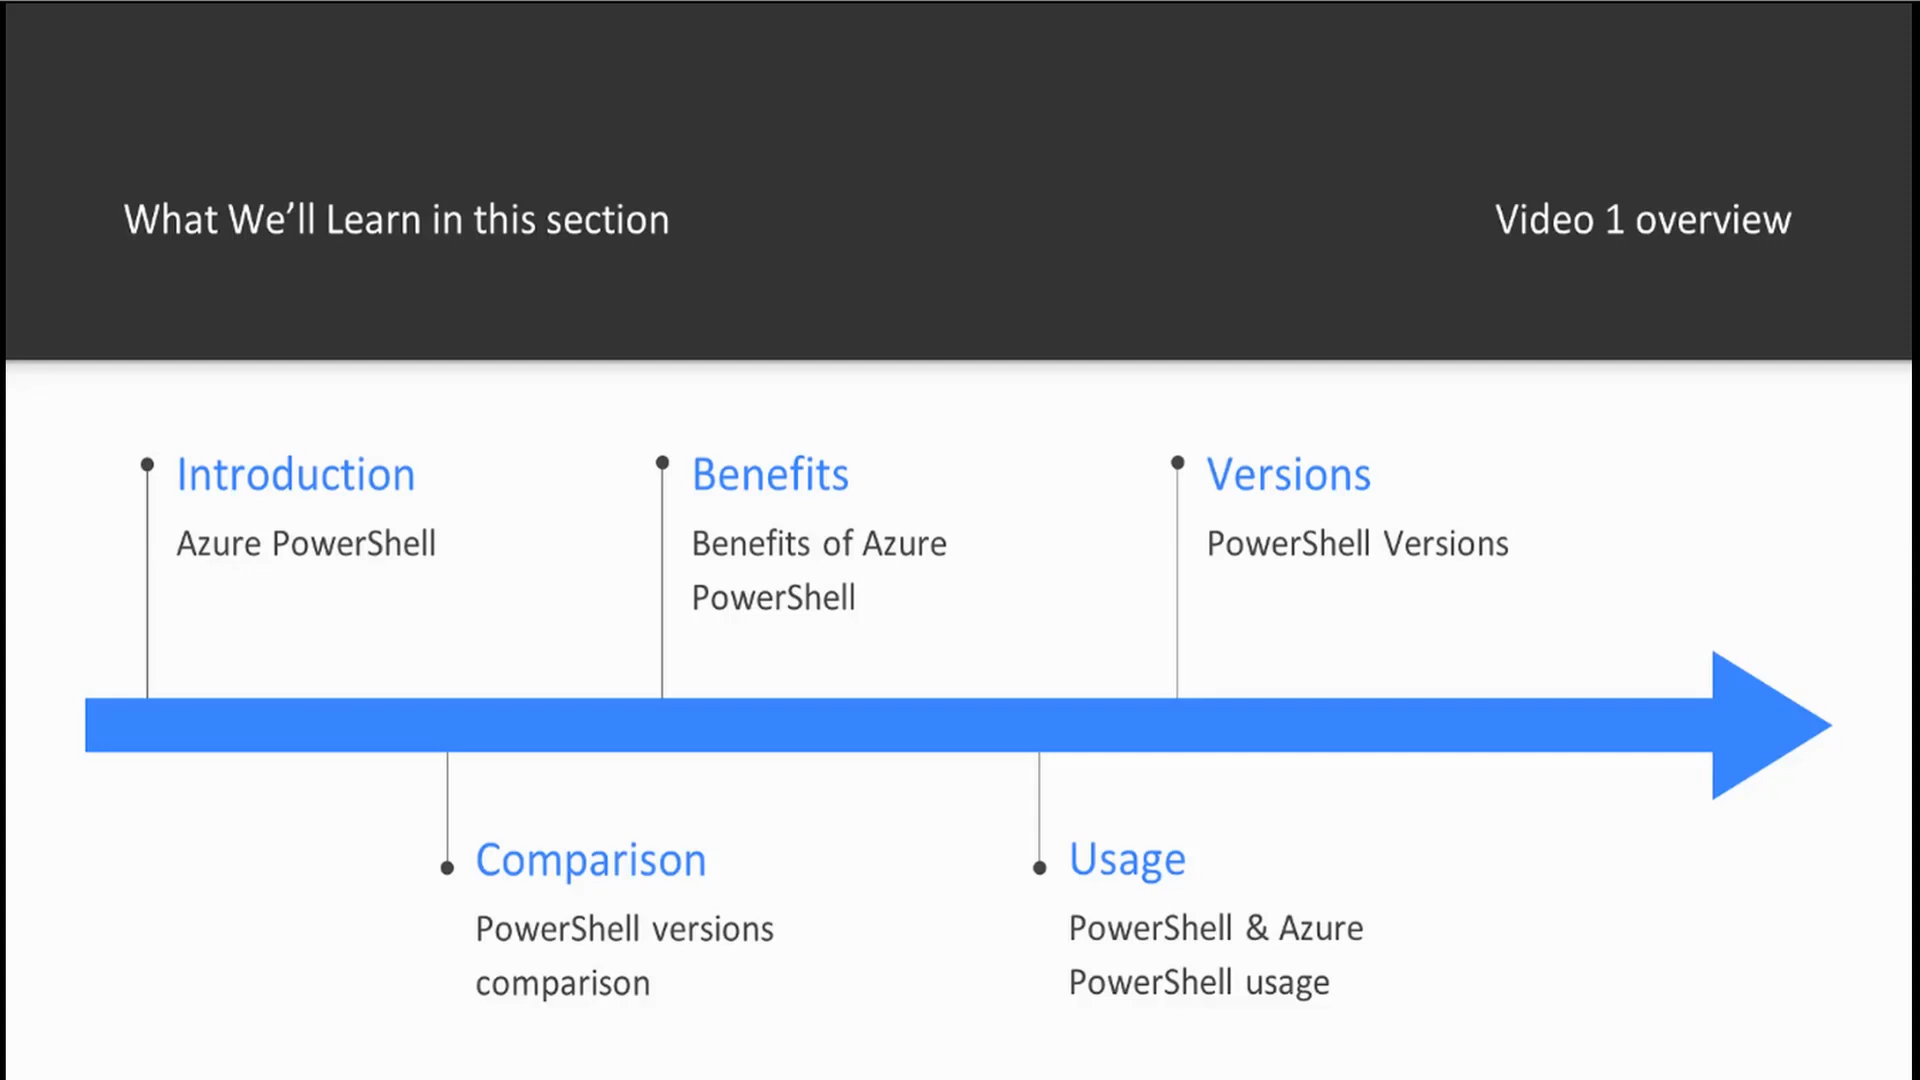 What We’ll Learn in this section
Video 1 overview
Introduction
Azure PowerShell
Benefits
Benefits of Azure
PowerShell
Versions
PowerShell Versions
Comparison
PowerShell versions
comparison
Usage
PowerShell & Azure
PowerShell usage